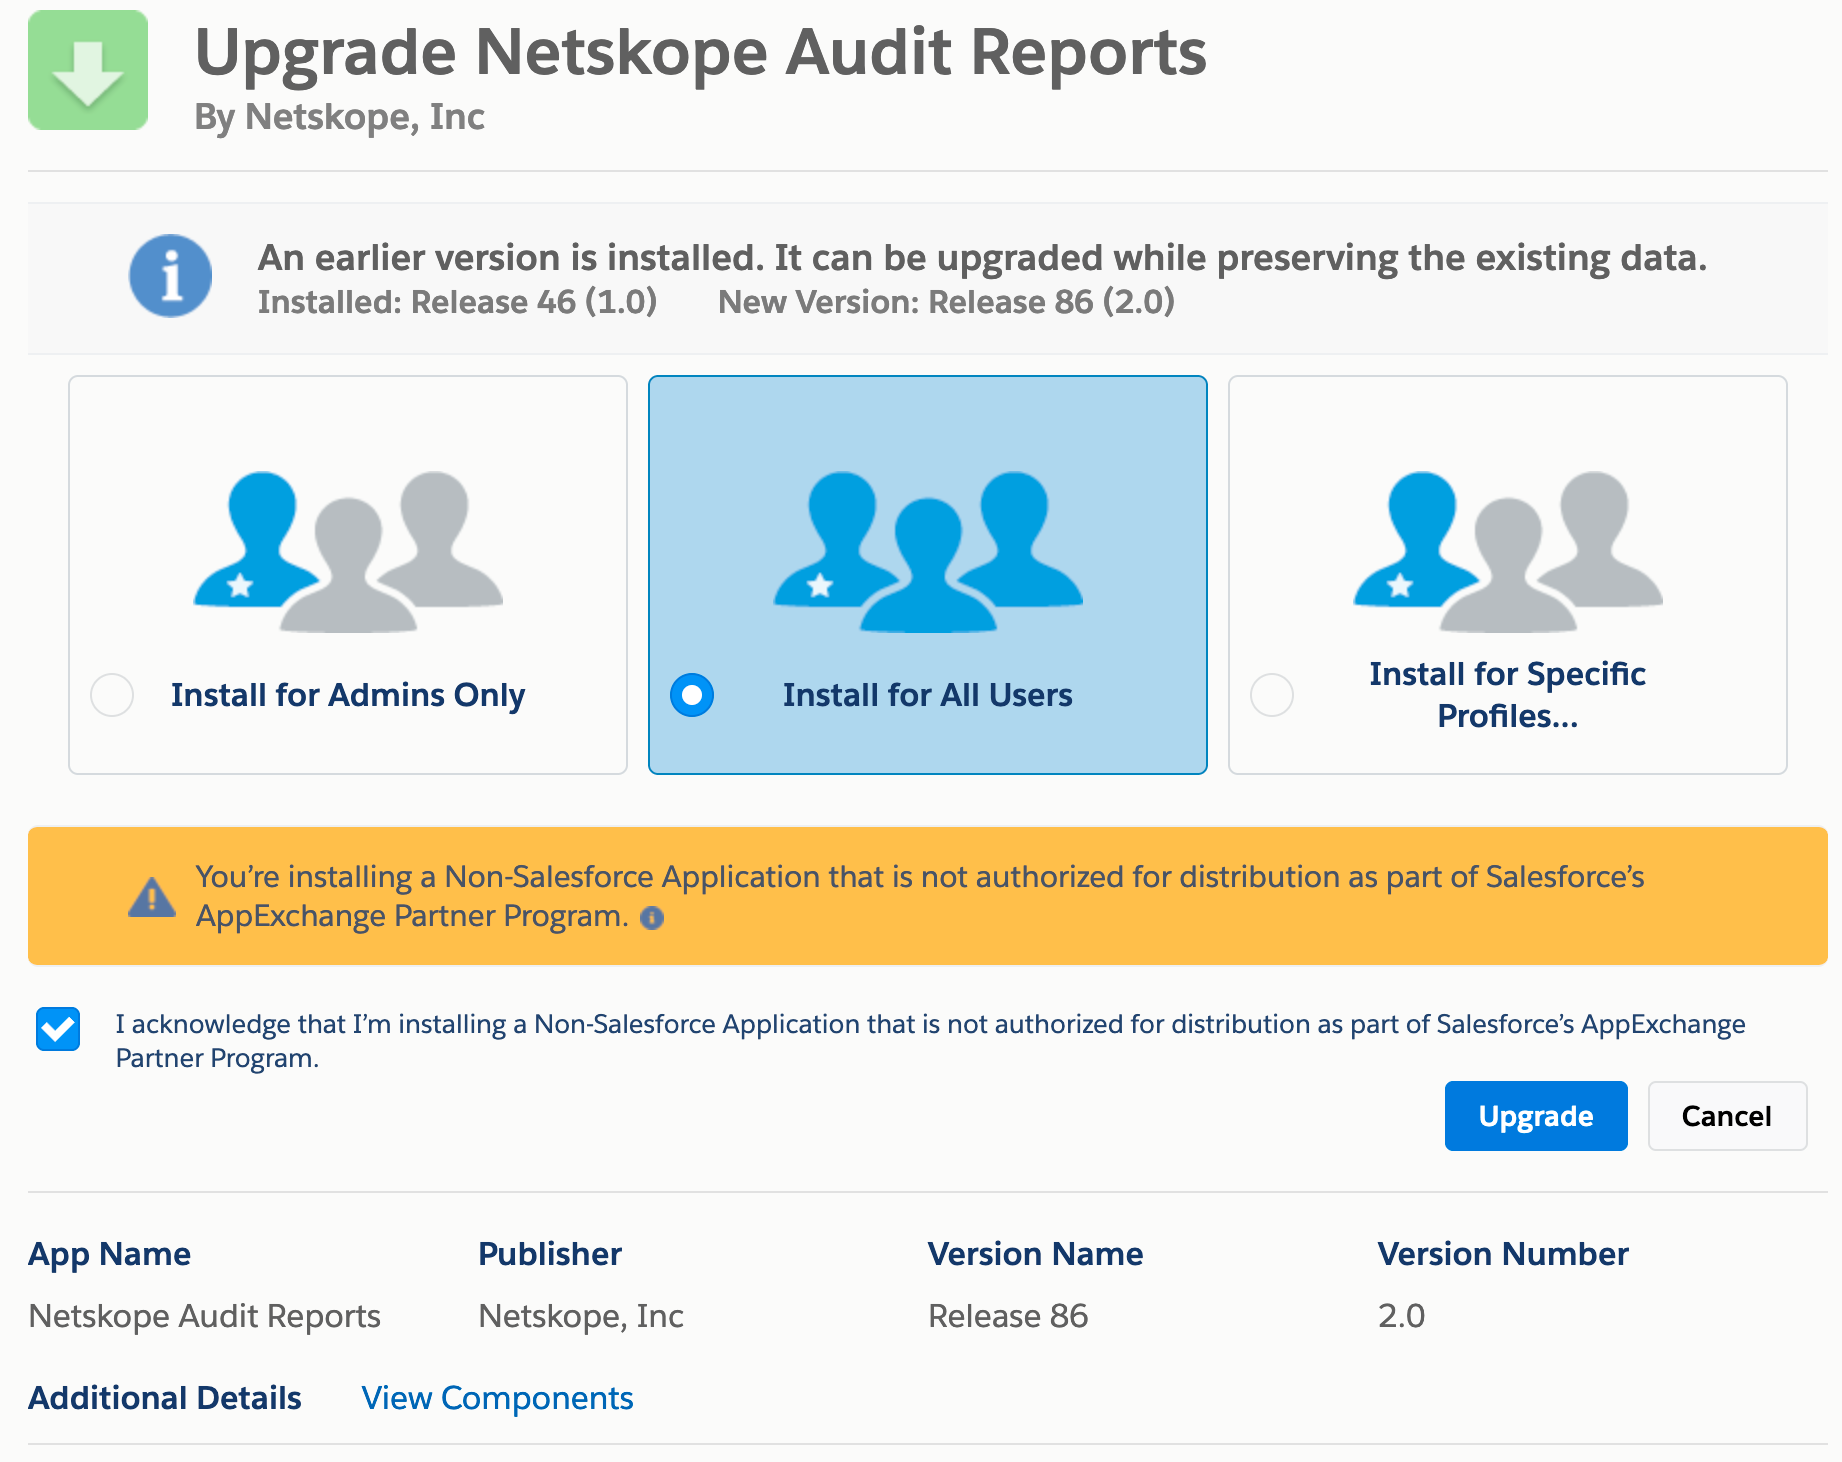 Upgrade Netskope Audit Reports
By Netskope, Inc
An earlier version is installed. It can be upgraded while preserving the existing data.
Installed: Release 46 (1.0) New Version: Release 86 (2.0)
Install for Admins Only
Install for All Users
Install for Specific
Profiles...
You’re installing a Non-Salesforce Application that is not authorized for distribution as part of Salesforce’s
AppExchange Partner Program.
I acknowledge that I’m installing a Non-Salesforce Application that is not authorized for distribution as part of Salesforce’s AppExchange
Partner Program.
Upgrade Cancel
App Name Publisher Version Name Version Number
Netskope Audit Reports Netskope, Inc Release 86 2.0
Additional Details View Components